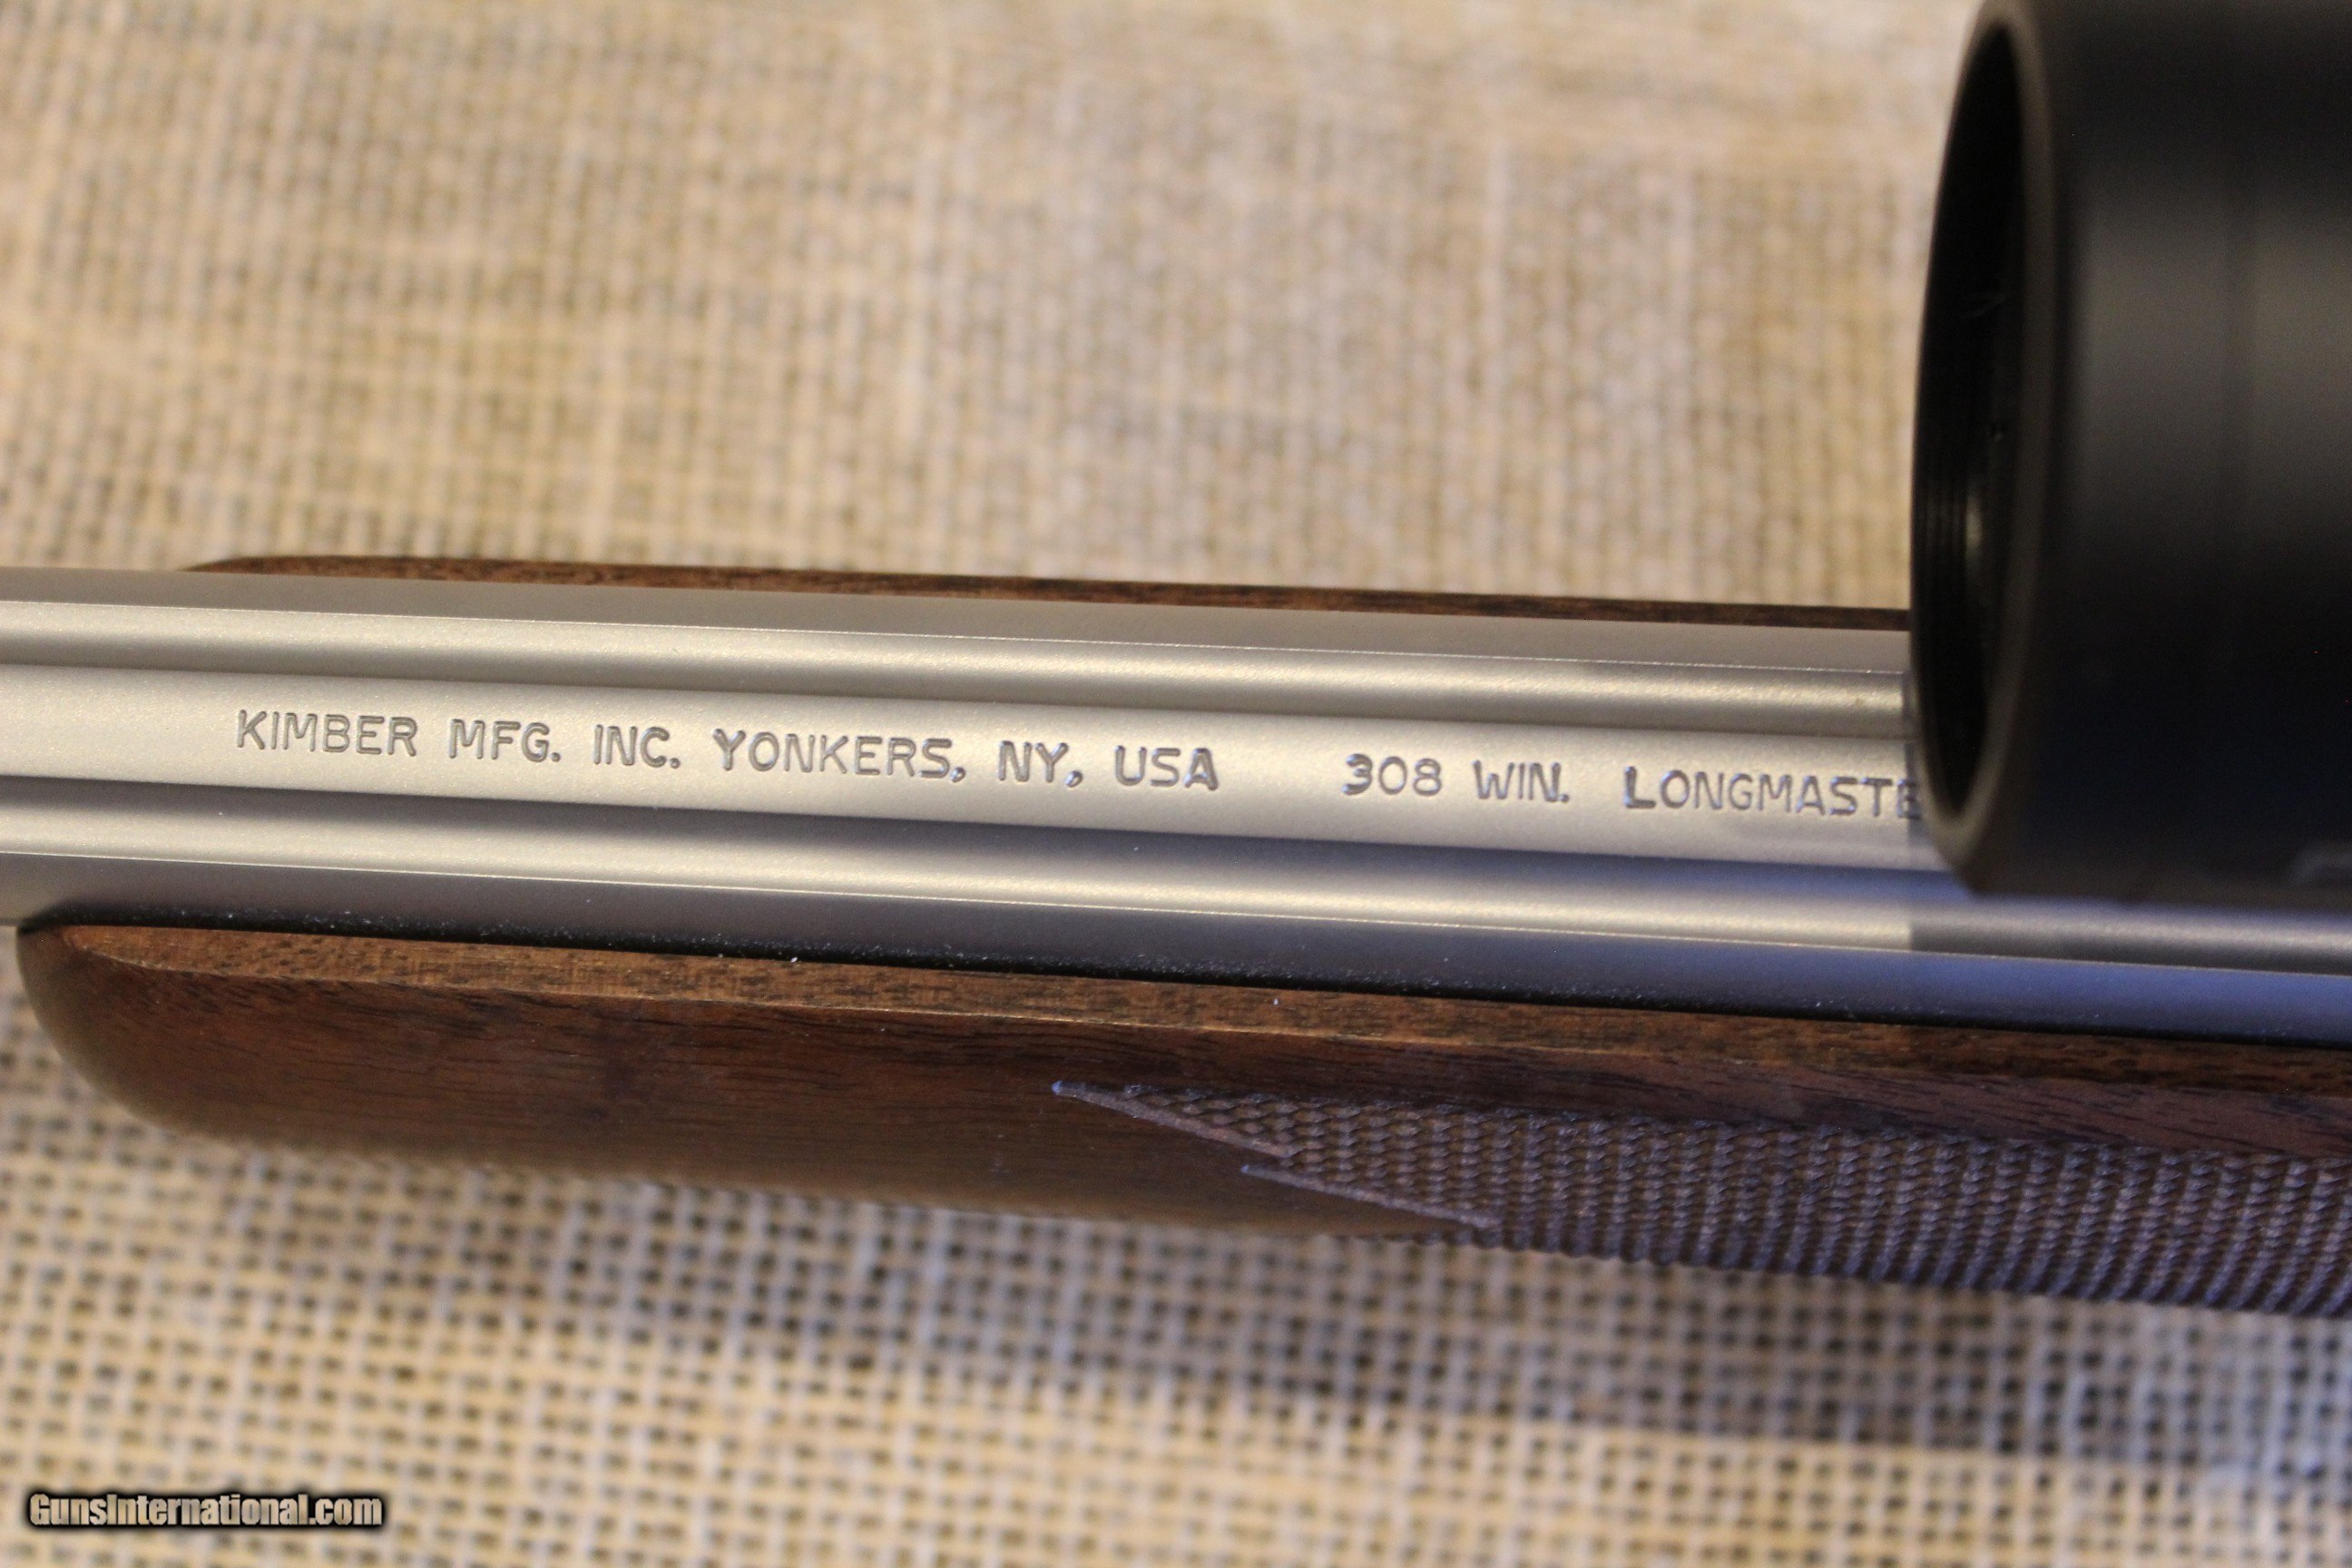 KIMBER MFG. INC. YONKERS, NY, USA 308 WIN. LONGMASTE
GunsInternational.com